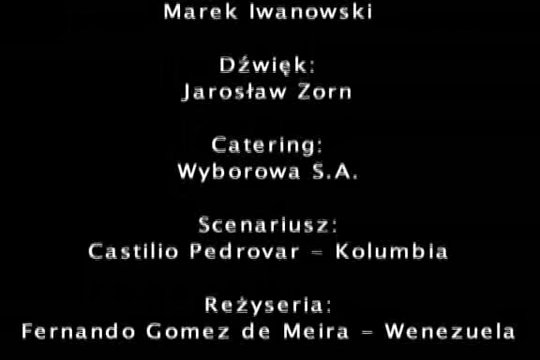 Marek Iwanowski
Dźwięk:
Jarosław Zorn
Catering:
Wyborowa S.A.
Scenariusz:
Castilio Pedrovar – Kolumbia
Reżyseria:
Fernando Gomez de Meira – Wenezuela